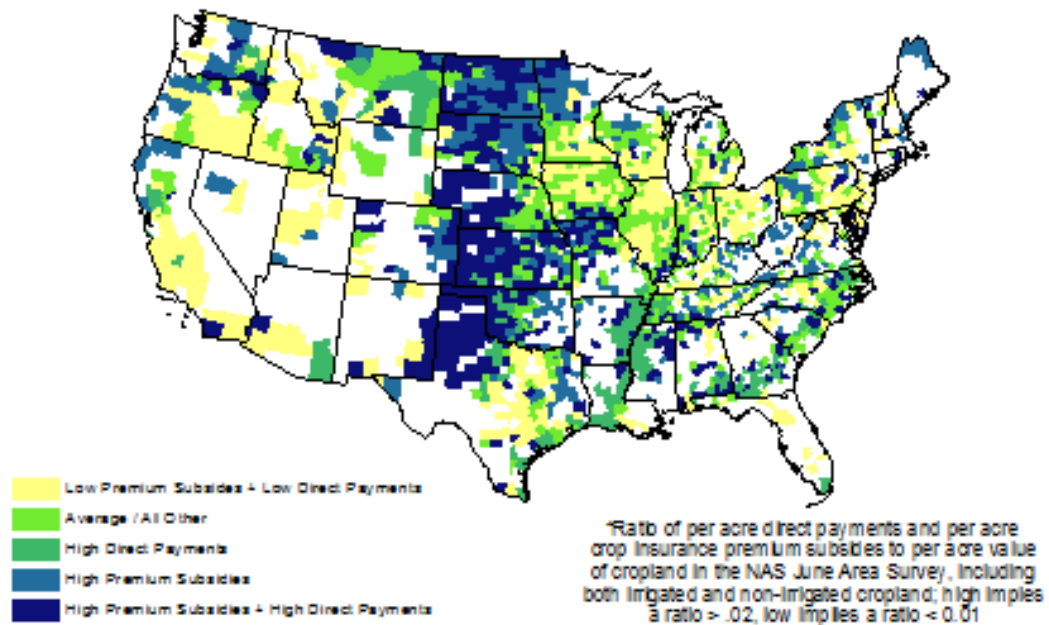 Low Premium Subsides + Low Direct Payments
Average / All Other
High Direct Payments
High Premium Subsidies
High Premium Subsidies + High Direct Payments
*Ratio of per acre direct payments and per acre
crop insurance premium subsides to per acre value
of cropland in the NAS June Area Survey, including
both irrigated and non-irrigated cropland; high implies
a ratio > .02, low implies a ratio < 0.01